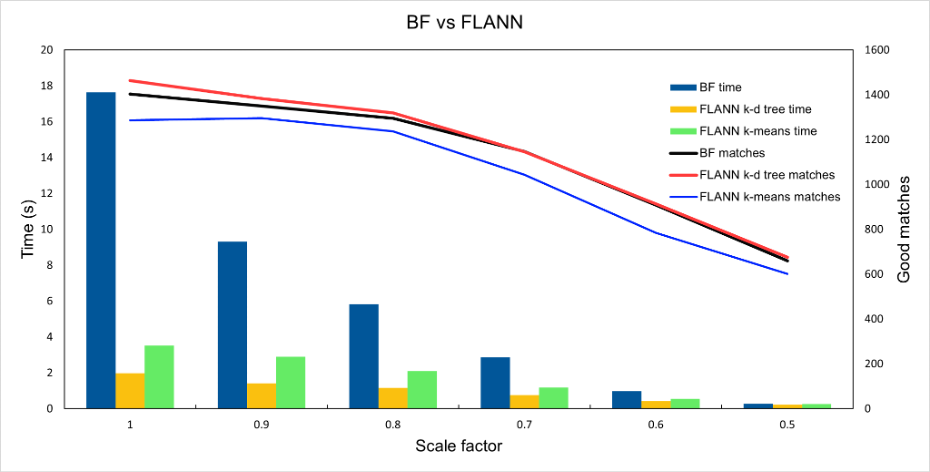 BF vs FLANN
20
18
16
14
12
10
8
6
4
2
0
Time (s)
1600
1400
1200
1000
800
600
400
200
0
Good matches
BF time
FLANN k-d tree time
FLANN k-means time
BF matches
FLANN k-d tree matches
FLANN k-means matches
1 0.9 0.8 0.7 0.6 0.5
Scale factor